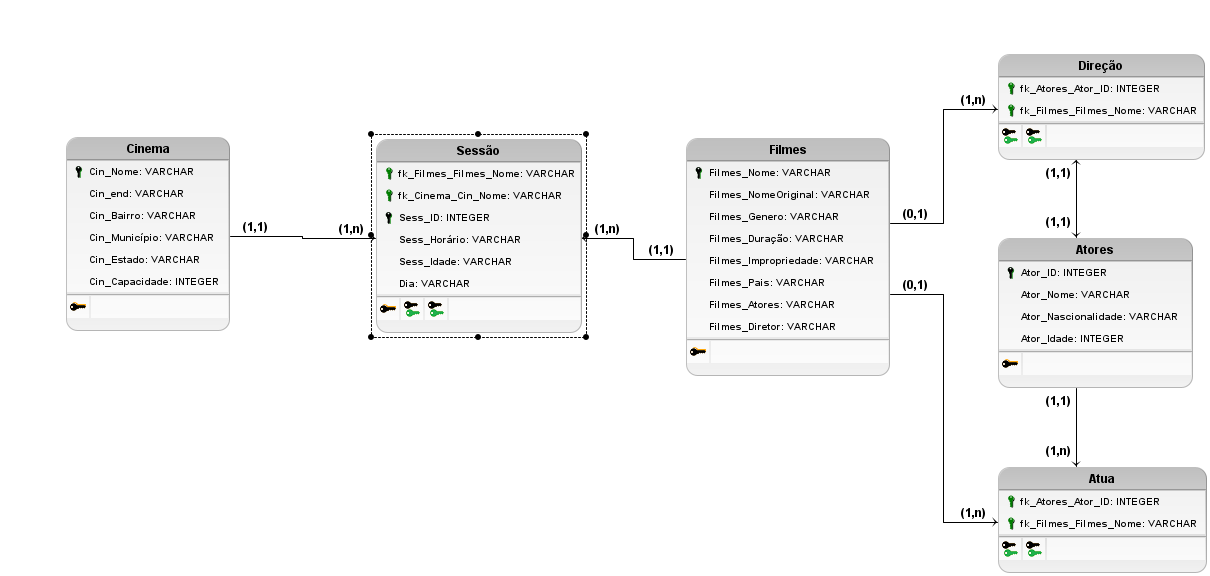 Cinema
Cin_Nome: VARCHAR
Cin_end: VARCHAR
Cin_Bairro: VARCHAR
Cin_Município: VARCHAR
Cin_Estado: VARCHAR
Cin_Capacidade: INTEGER
(1,1)
(1,n)
Sessão
fk_Filmes_Filmes_Nome: VARCHAR
fk_Cinema_Cin_Nome: VARCHAR
Sess_ID: INTEGER
Sess_Horário: VARCHAR
Sess_Idade: VARCHAR
Dia: VARCHAR
(1,n)
(1,1)
Filmes
Filmes_Nome: VARCHAR
Filmes_NomeOriginal: VARCHAR
Filmes_Genero: VARCHAR
Filmes_Duração: VARCHAR
Filmes_Impropriedade: VARCHAR
Filmes_Pais: VARCHAR
Filmes_Atores: VARCHAR
Filmes_Diretor: VARCHAR
(0,1)
(1,n)
(0,1)
(1,n)
Direção
fk_Atores_Ator_ID: INTEGER
fk_Filmes_Filmes_Nome: VARCHAR
(1,1)
(1,1)
Atores
Ator_ID: INTEGER
Ator_Nome: VARCHAR
Ator_Nascionalidade: VARCHAR
Ator_Idade: INTEGER
(1,1)
(1,n)
Atua
fk_Atores_Ator_ID: INTEGER
fk_Filmes_Filmes_Nome: VARCHAR